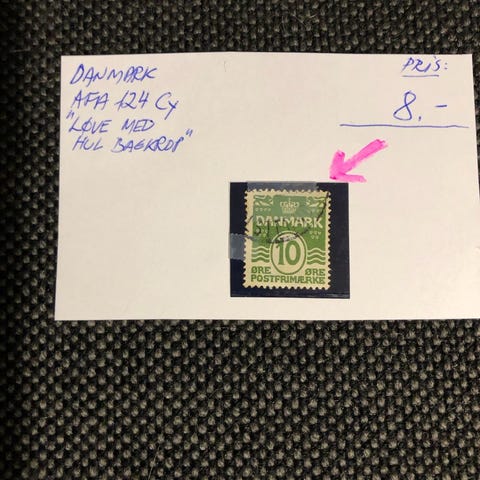 DANMARK
AFA 124 Cy
"LØVE MED
HUL BAGKROP"
PRIS:
8.-
DANMARK
10
ØRE ØRE
POSTFRIMÆRKE